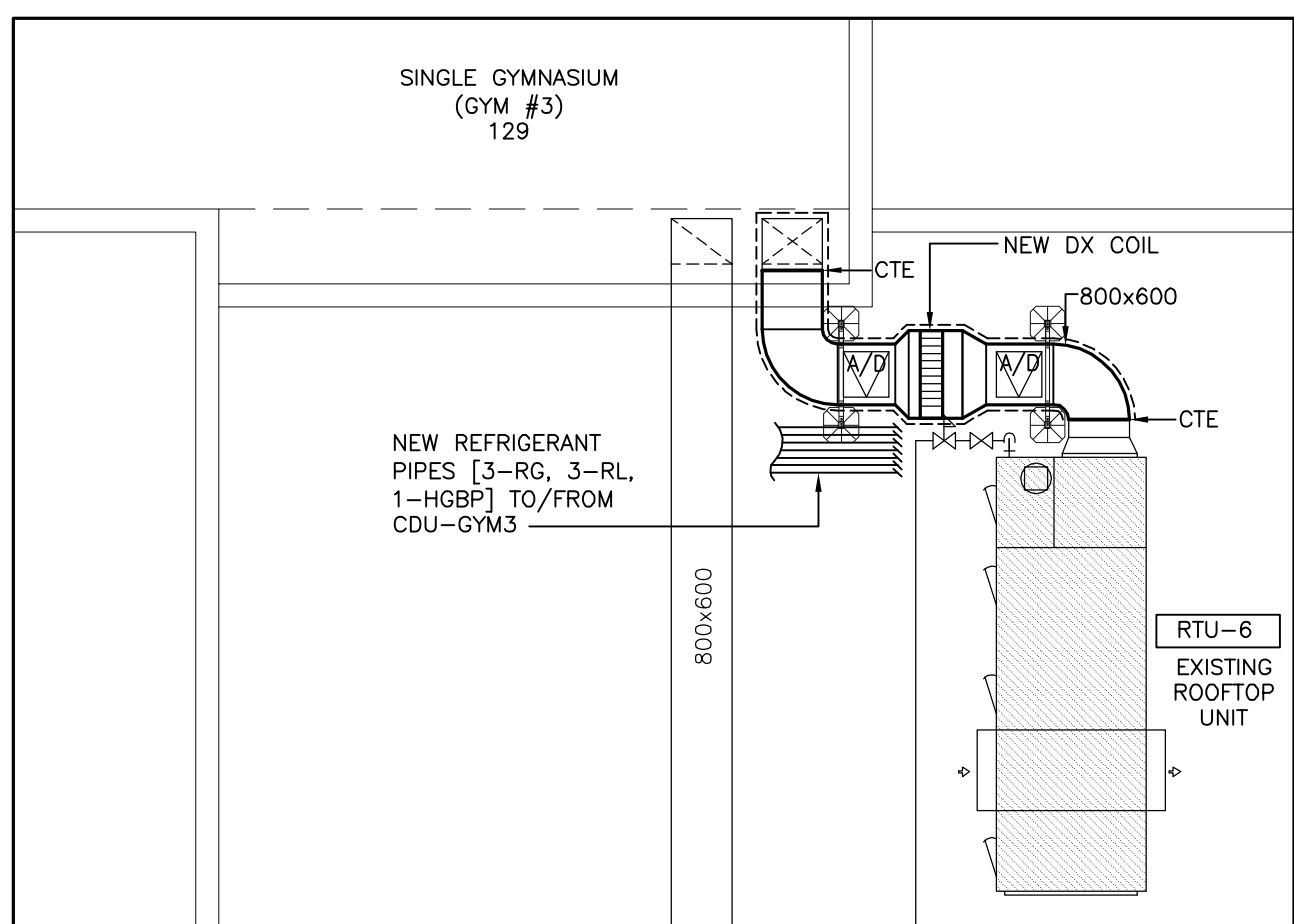 SINGLE GYMNASIUM
(GYM #3)
129
NEW DX COIL
CTE
800x600
A/D
A/D
CTE
NEW REFRIGERANT
PIPES [3-RG, 3-RL,
1-HGBP] TO/FROM
CDU-GYM3
800x600
RTU-6
EXISTING
ROOFTOP
UNIT